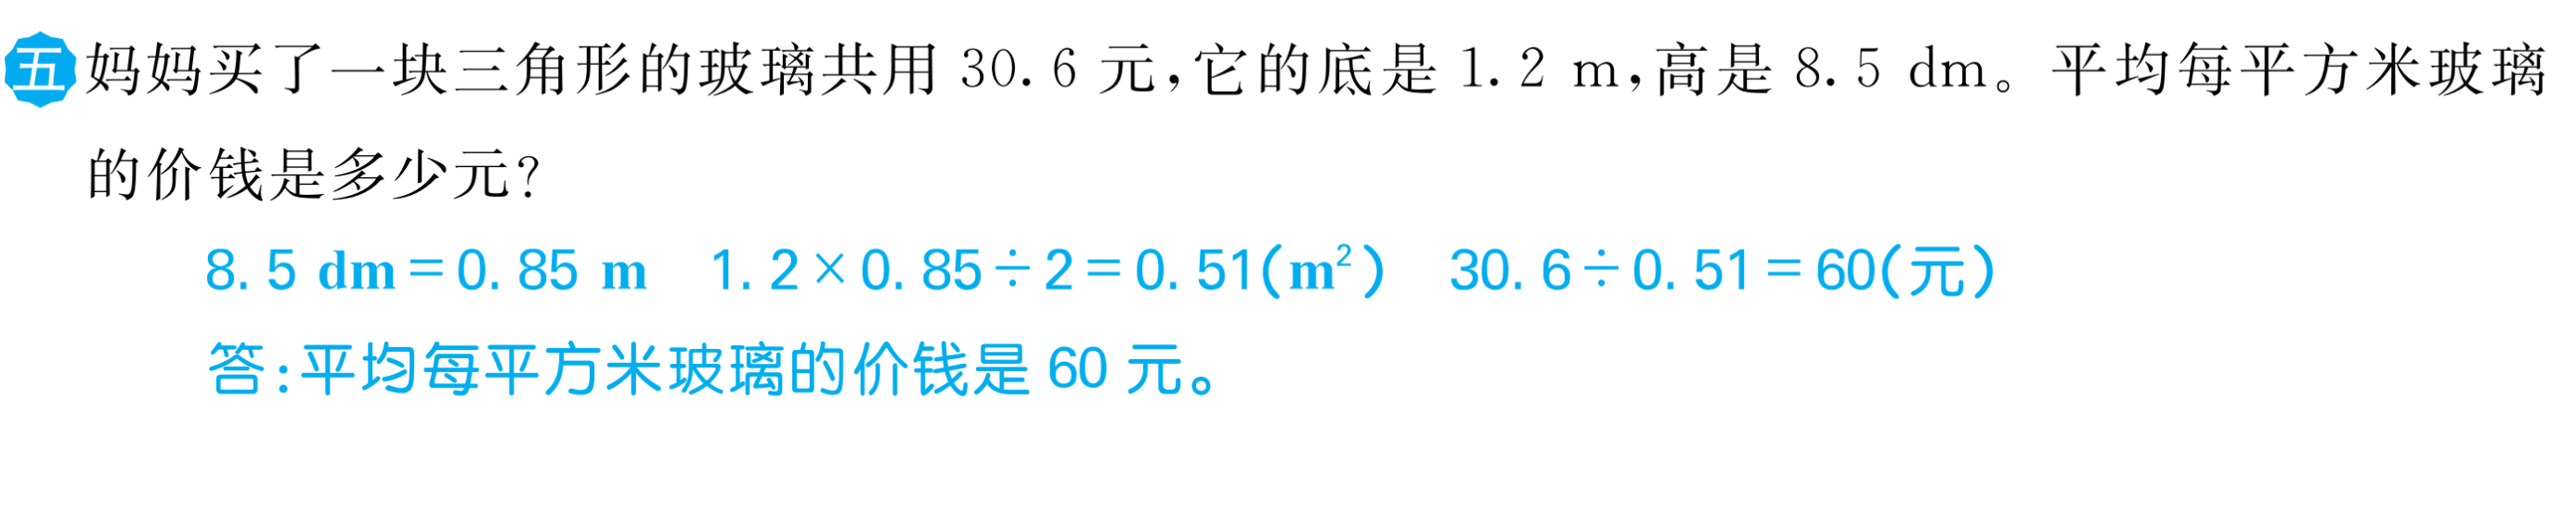 五 妈妈买了一块三角形的玻璃共用 30.6 元,它的底是 1.2 m,高是 8.5 dm。平均每平方米玻璃
的价钱是多少元?
8.5 dm=0.85 m 1.2×0.85÷2=0.51(m²) 30.6÷0.51=60(元)
答:平均每平方米玻璃的价钱是 60 元。